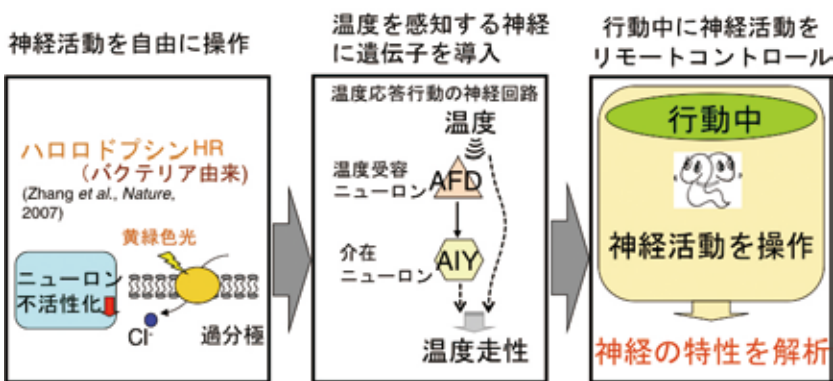 神経活動を自由に操作
ハロロドプシンHR
(バクテリア由来)
(Zhang et al., Nature,
2007)
黄緑色光
ニューロン
不活性化
Cl-
過分極
温度を感知する神経
に遺伝子を導入
温度応答行動の神経回路
温度
温度受容
ニューロン
AFD
介在
ニューロン
AIY
温度走性
行動中に神経活動を
リモートコントロール
行動中
神経活動を操作
神経の特性を解析